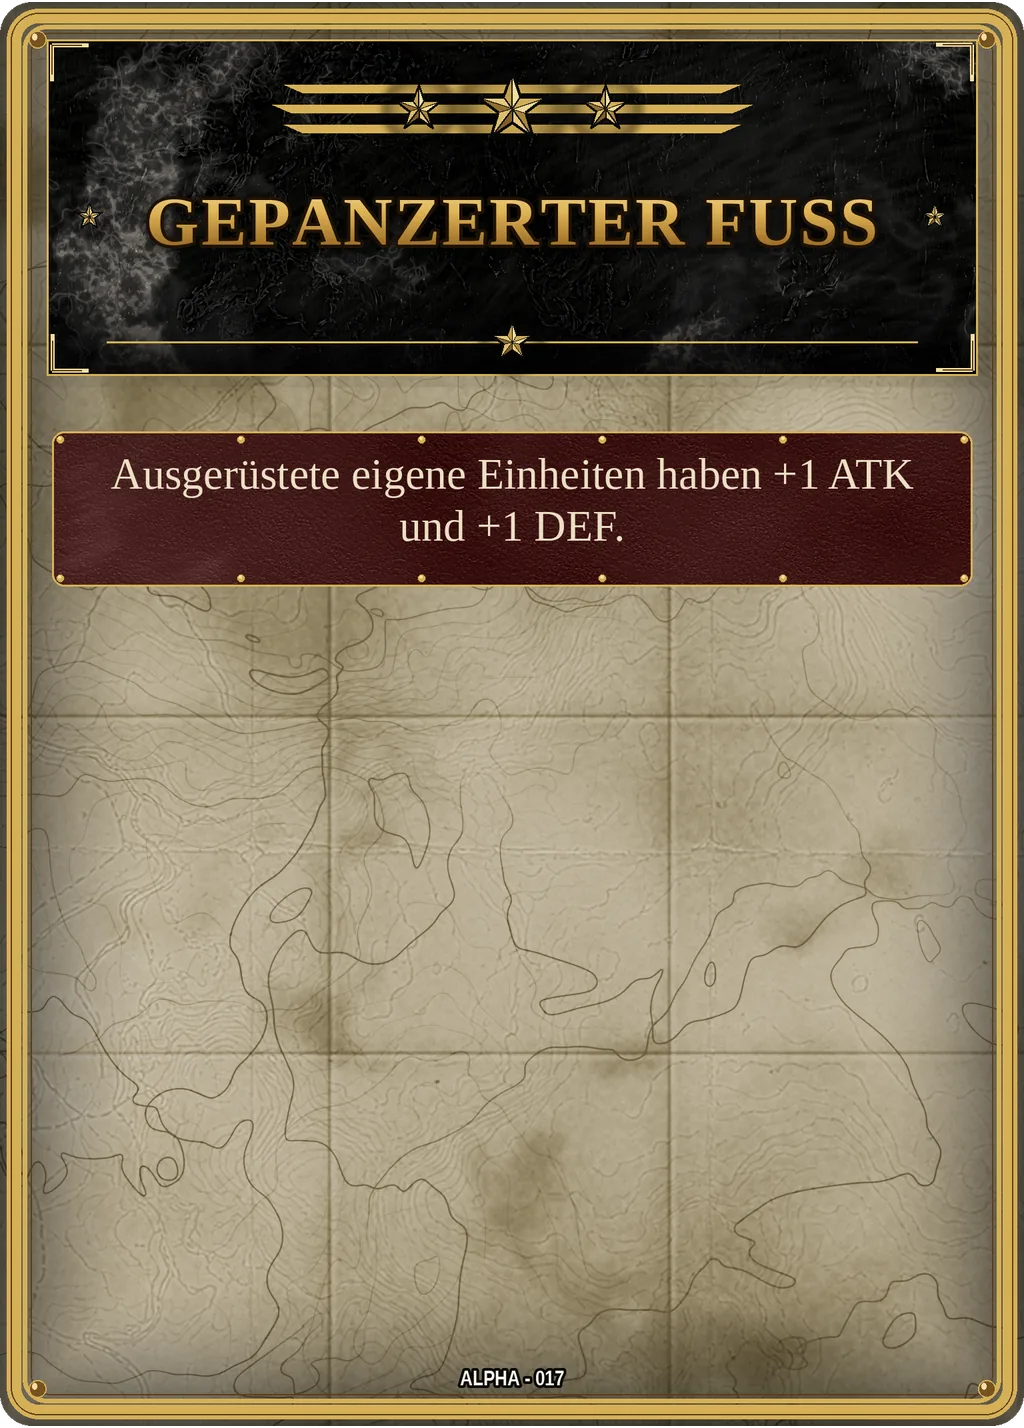 GEPANZERTER FUSS
Ausgerüstete eigene Einheiten haben +1 ATK
und +1 DEF.
ALPHA - 017